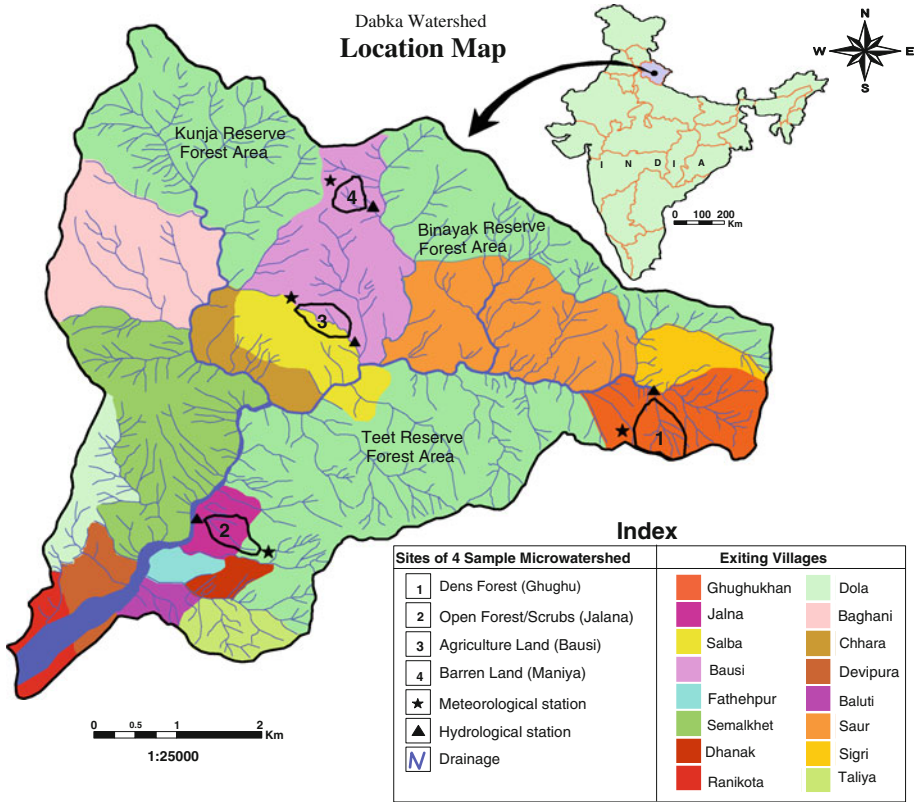 Dabka Watershed
Location Map
N
W
E
S
Kunja Reserve
Forest Area
I N D I A
0 100 200
Km
4
Binayak Reserve
Forest Area
3
Teet Reserve
Forest Area
1
2
0 0.5 1 2
Km
1:25000
Index
Sites of 4 Sample Microwatershed
1 Dens Forest (Ghughu)
2 Open Forest/Scrubs (Jalana)
3 Agriculture Land (Bausi)
4 Barren Land (Maniya)
Meteorological station
Hydrological station
Drainage
Exiting Villages
Ghughukhan
Jalna
Salba
Bausi
Fathehpur
Semalkhet
Dhanak
Ranikota
Dola
Baghani
Chhara
Devipura
Baluti
Saur
Sigri
Taliya